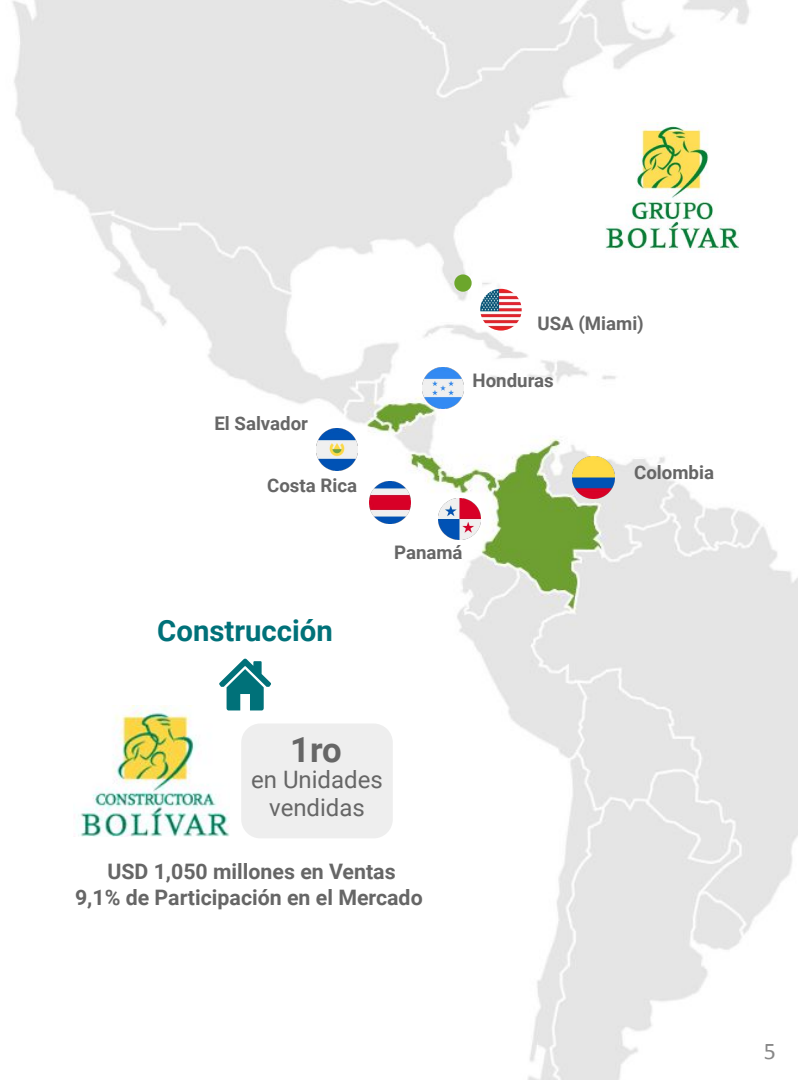 GRUPO
BOLÍVAR
USA (Miami)
Honduras
El Salvador
Costa Rica
Colombia
Panamá
Construcción
1ro
en Unidades
vendidas
CONSTRUCTORA
BOLÍVAR
USD 1,050 millones en Ventas
9,1% de Participación en el Mercado
5